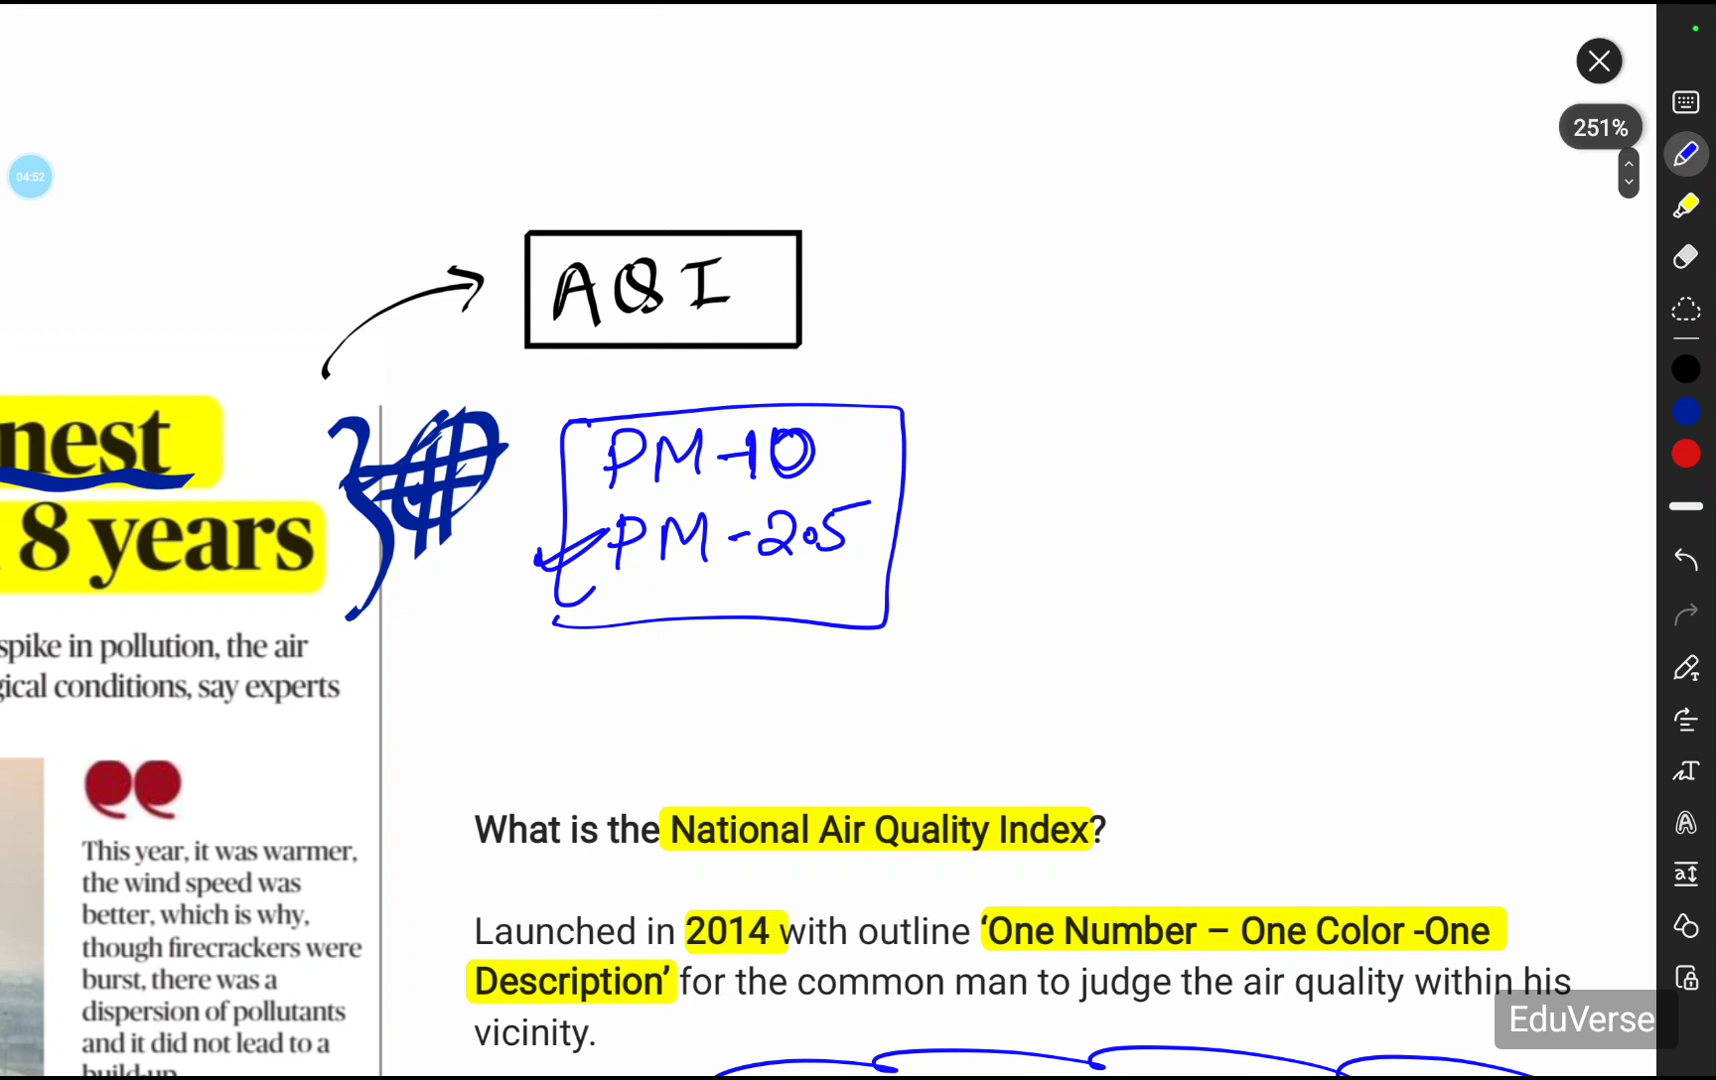 251%
04:52
AQI
nest
8 years
PM-10
PM-2.5
spike in pollution, the air
gical conditions, say experts
This year, it was warmer,
the wind speed was
better, which is why,
though firecrackers were
burst, there was a
dispersion of pollutants
and it did not lead to a
build-up
What is the National Air Quality Index?
Launched in 2014 with outline ‘One Number – One Color -One
Description’ for the common man to judge the air quality within his
vicinity.
EduVerse